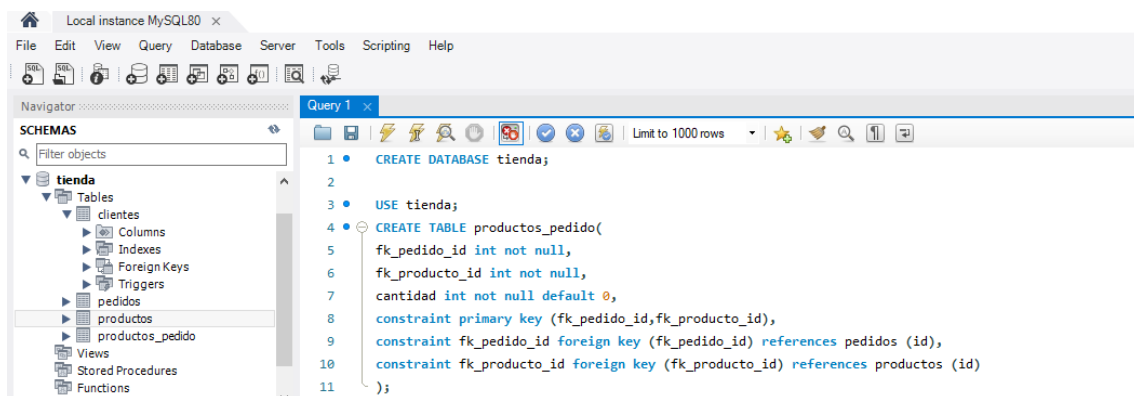 Local instance MySQL80
File Edit View Query Database Server Tools Scripting Help
Navigator
Query 1
SCHEMAS
Limit to 1000 rows
Filter objects
tienda
Tables
clientes
Columns
Indexes
Foreign Keys
Triggers
pedidos
productos
productos_pedido
Views
Stored Procedures
Functions
1 CREATE DATABASE tienda;
2
3 USE tienda;
4 CREATE TABLE productos_pedido(
5 fk_pedido_id int not null,
6 fk_producto_id int not null,
7 cantidad int not null default 0,
8 constraint primary key (fk_pedido_id,fk_producto_id),
9 constraint fk_pedido_id foreign key (fk_pedido_id) references pedidos (id),
10 constraint fk_producto_id foreign key (fk_producto_id) references productos (id)
11 );